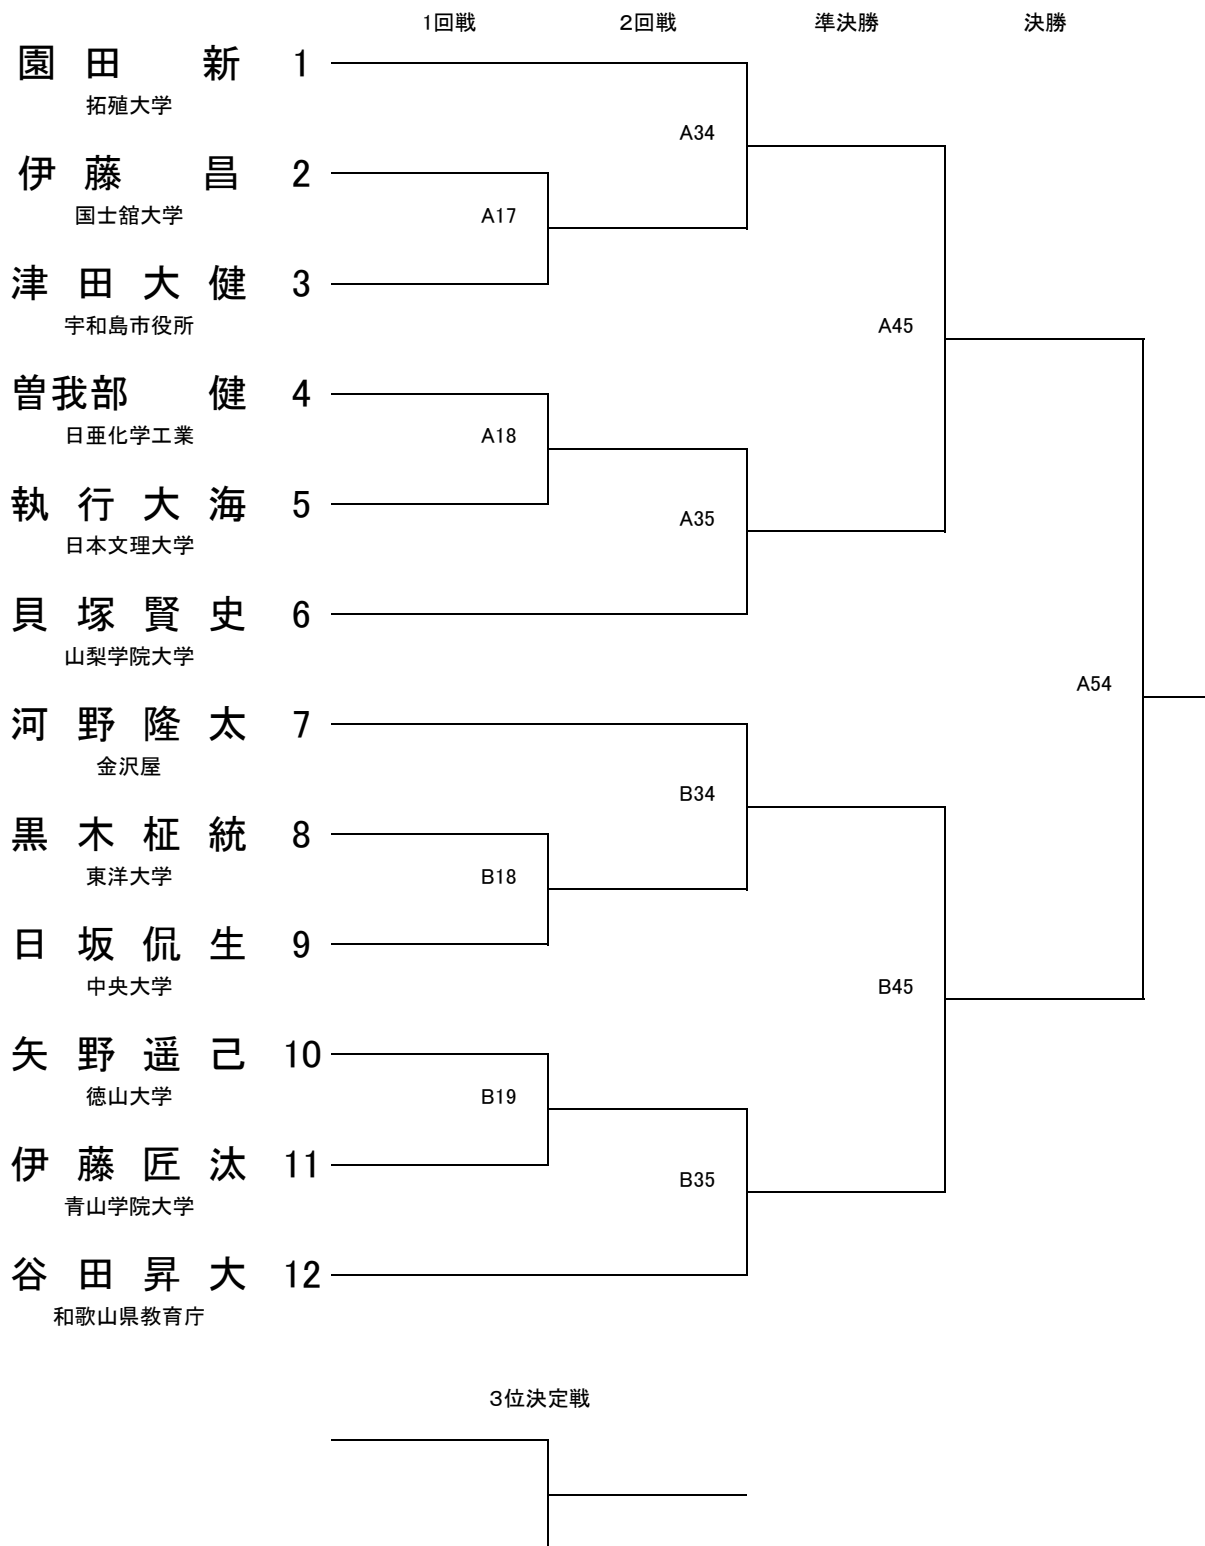 1回戦 2回戦 準決勝 決勝
園田 新 1
拓殖大学
A34
伊藤 昌 2
国士舘大学
A17
津田大健 3
宇和島市役所
A45
曽我部 健 4
日亜化学工業
A18
執行大海 5
日本文理大学
A35
貝塚賢史 6
山梨学院大学
A54
河野隆太 7
金沢屋
B34
黒木柾統 8
東洋大学
B18
日坂侃生 9
中央大学
B45
矢野遥己 10
徳山大学
B19
伊藤匠汰 11
青山学院大学
B35
谷田昇大 12
和歌山県教育庁
3位決定戦